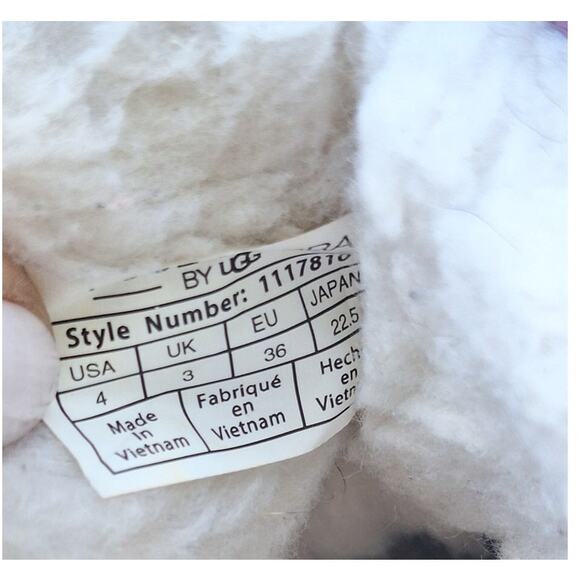 BY UGG
Style Number: 111781
USA UK EU JAPAN
4 3 36 22.5
Made in Vietnam
Fabriqué en Vietnam
Hech en Vietn